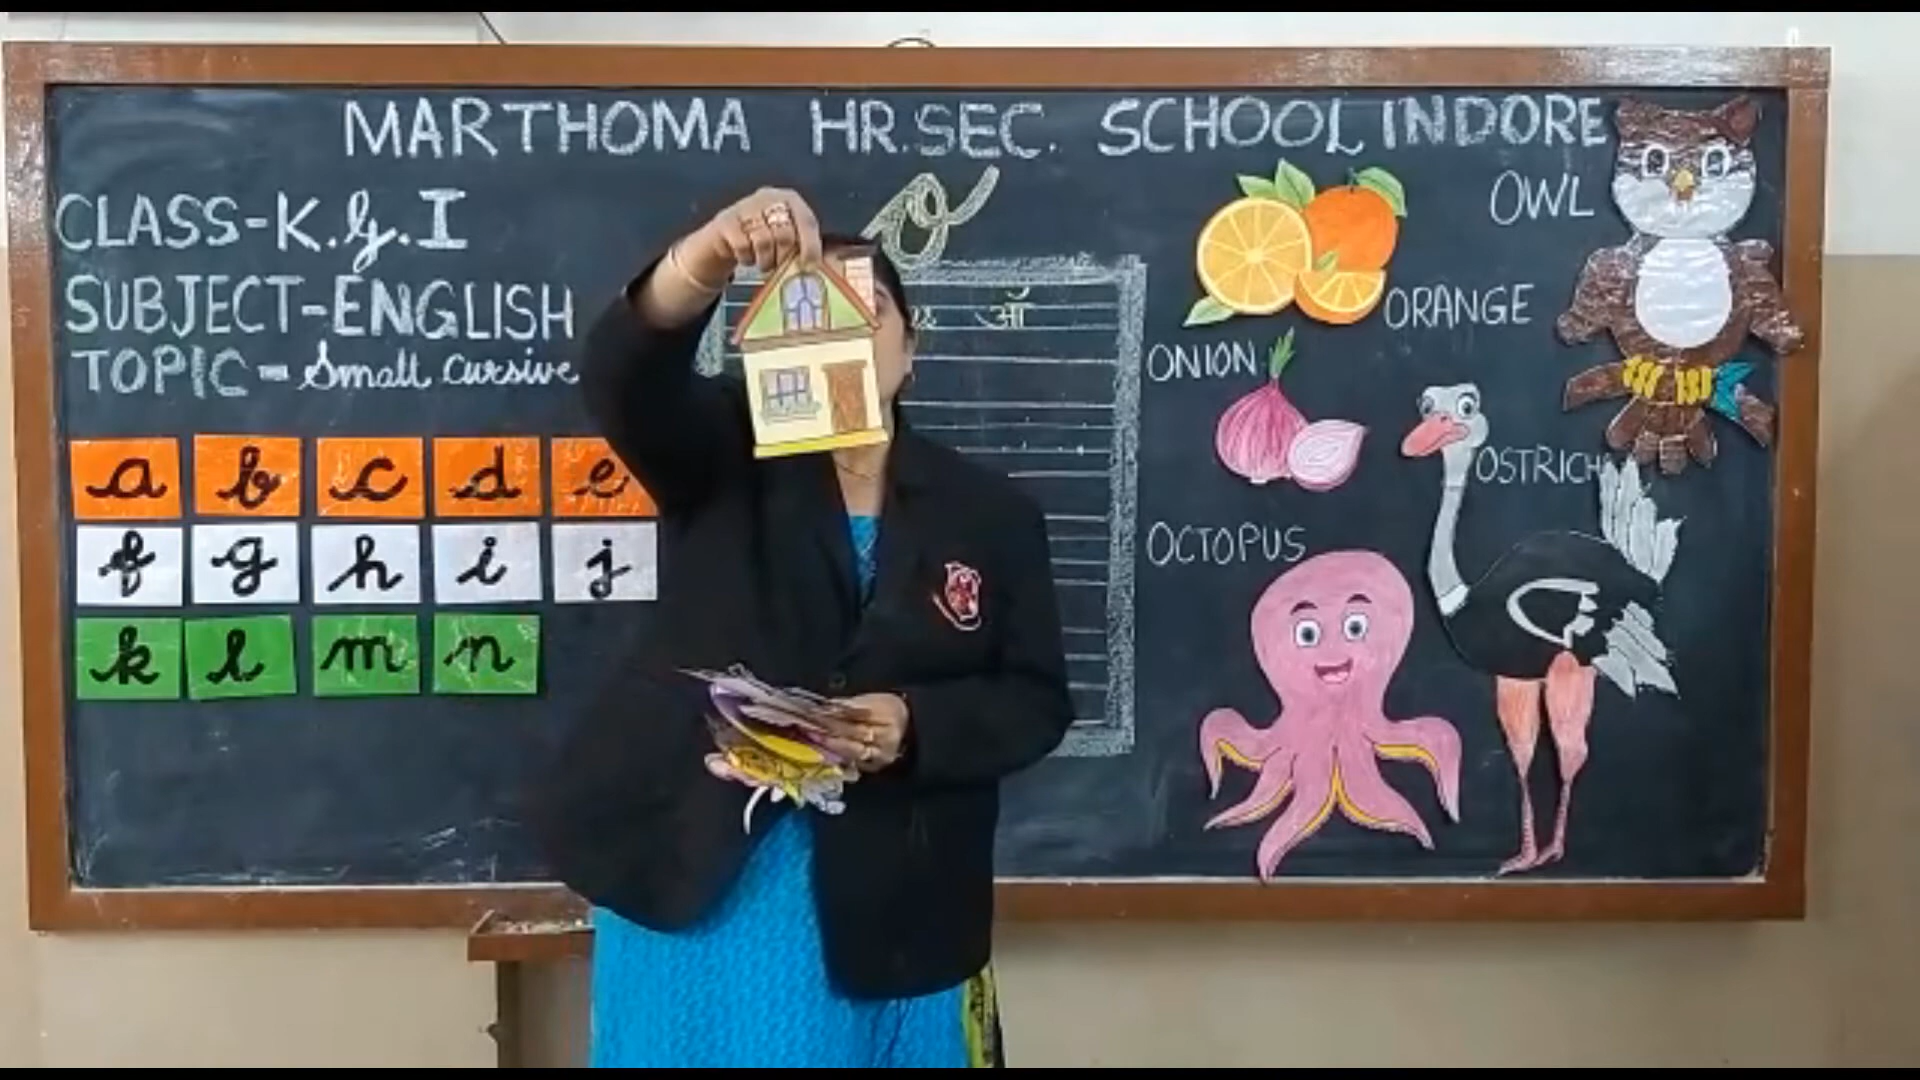 MARTHOMA HR.SEC. SCHOOL INDORE
CLASS-K.G.I
SUBJECT-ENGLISH
TOPIC-Small cursive
a b c d e
f g h i j
k l m n
o
ऑ
OWL
ORANGE
ONION
OSTRICH
OCTOPUS